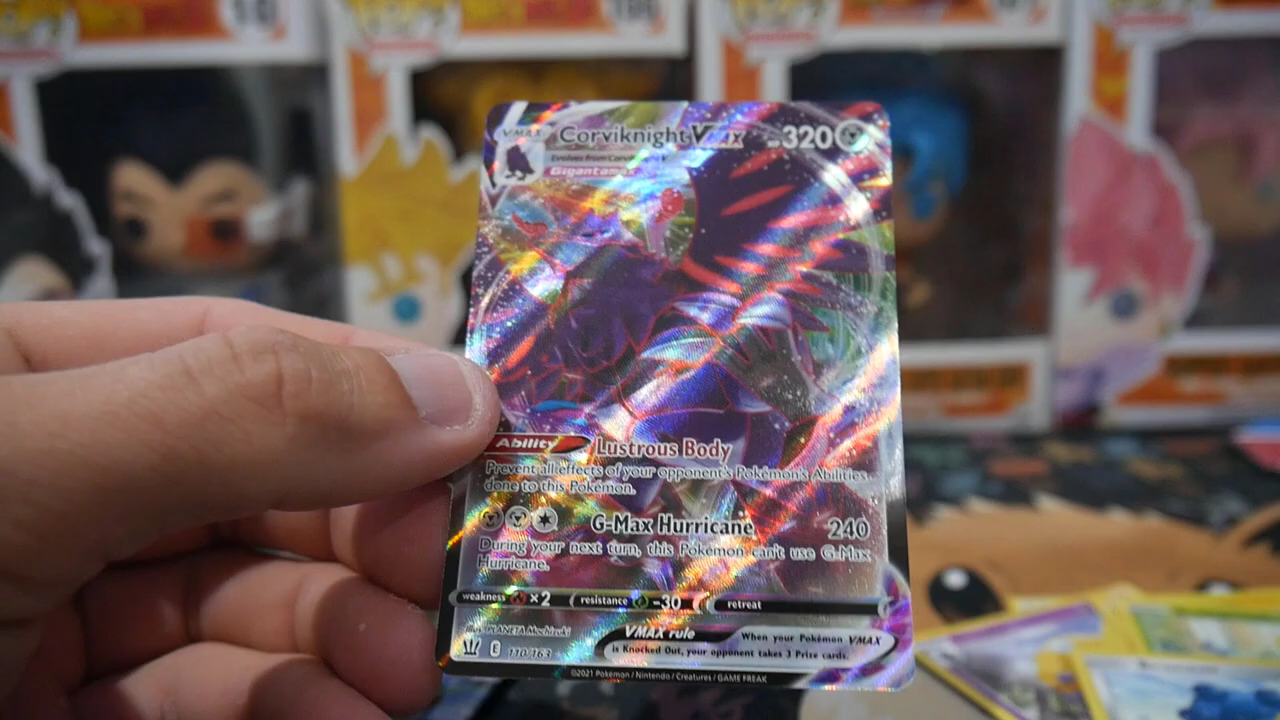 VMAX Corviknight VMAX 320
Evolves from Corviknight V
Gigantamax
Ability Lustrous Body
Prevent all effects of your opponent's Pokémon's Abilities
done to this Pokémon.
G-Max Hurricane 240
During your next turn, this Pokémon can't use G-Max
Hurricane.
weakness ×2 resistance -30 retreat
Illus. PLANETA Mochizuki
VMAX rule When your Pokémon VMAX
is Knocked Out, your opponent takes 3 Prize cards.
E 110/163
©2021 Pokémon / Nintendo / Creatures / GAME FREAK